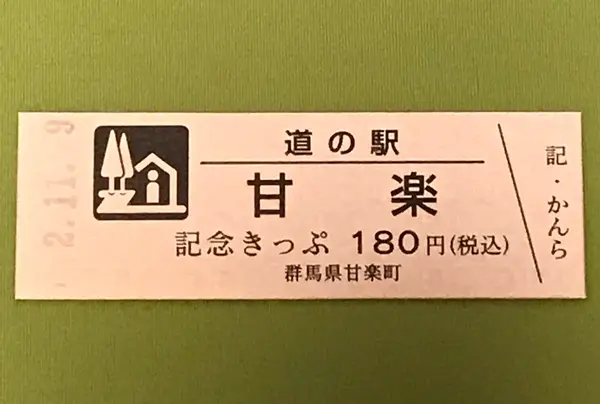 2.11.9
道の駅
甘楽
記念きっぷ 180円(税込)
群馬県甘楽町
記・かんら